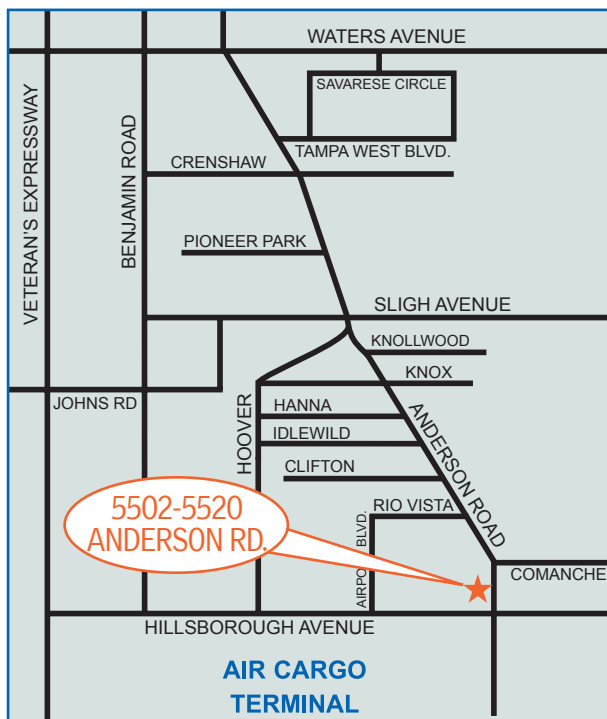 WATERS AVENUE
SAVARESE CIRCLE
TAMPA WEST BLVD.
CRENSHAW
VETERAN'S EXPRESSWAY
BENJAMIN ROAD
PIONEER PARK
SLIGH AVENUE
KNOLLWOOD
KNOX
JOHNS RD
HOOVER
HANNA
ANDERSON ROAD
IDLEWILD
CLIFTON
5502-5520
ANDERSON RD.
RIO VISTA
BLVD.
COMANCHE
HILLSBOROUGH AVENUE
AIR CARGO
TERMINAL